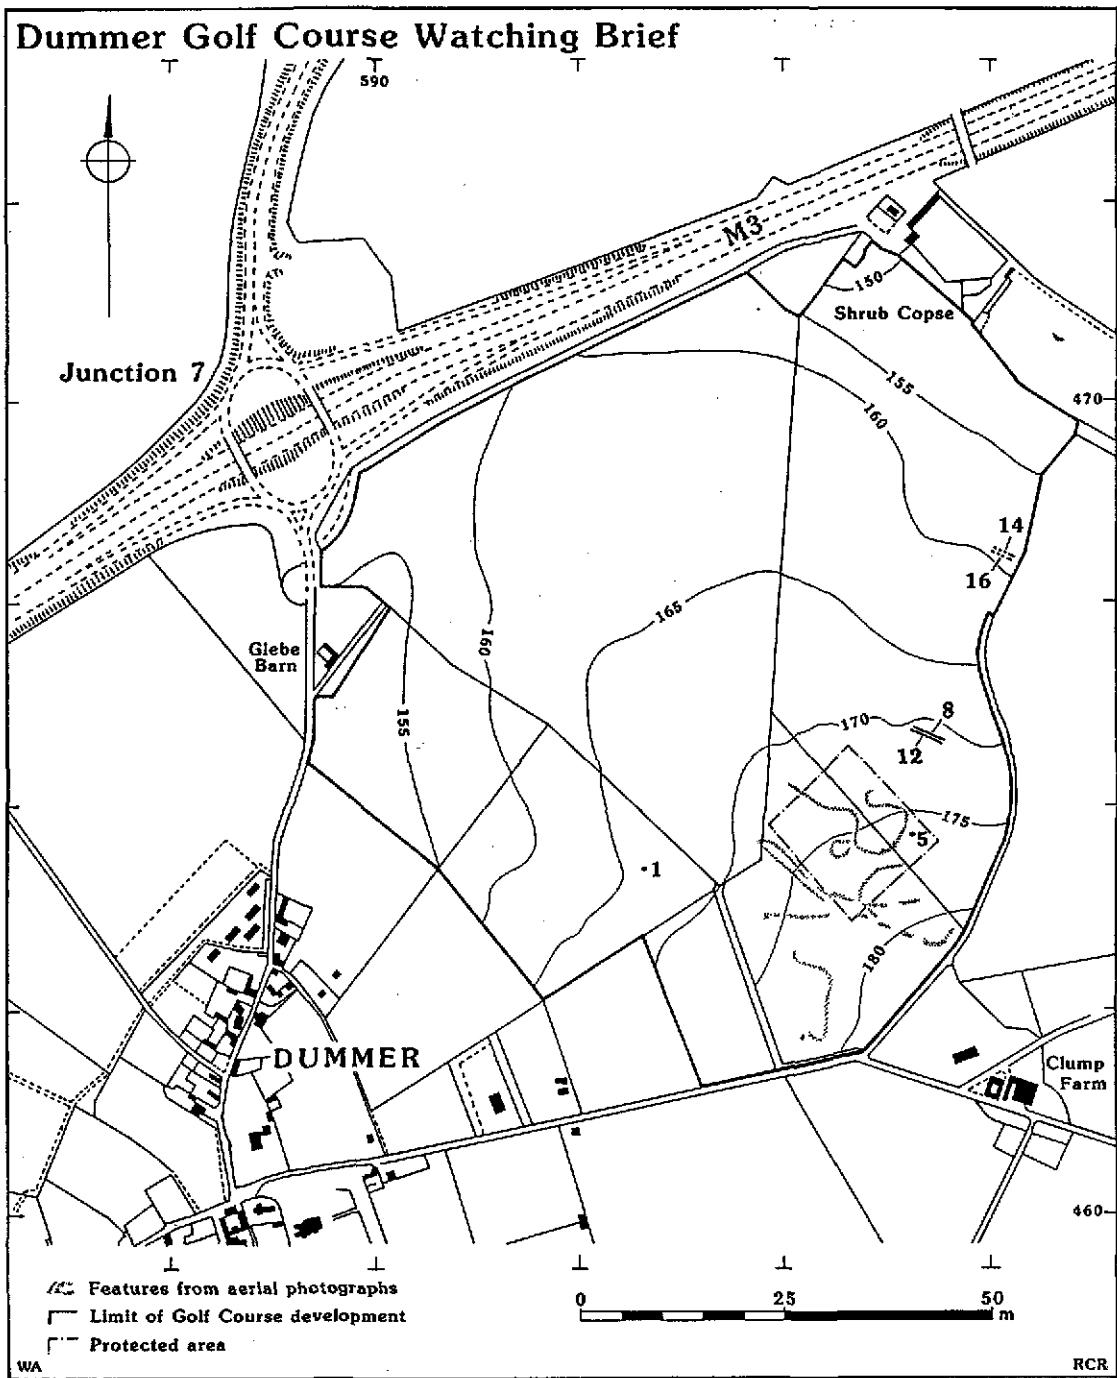 Dummer Golf Course Watching Brief
590
M3
150
Shrub Copse
Junction 7
155
470
160
14
16
165
Glebe
Barn
160
155
8
170
12
175
5
1
180
DUMMER
Clump
Farm
460
Features from aerial photographs
Limit of Golf Course development
Protected area
0 25 50
m
WA
RCR